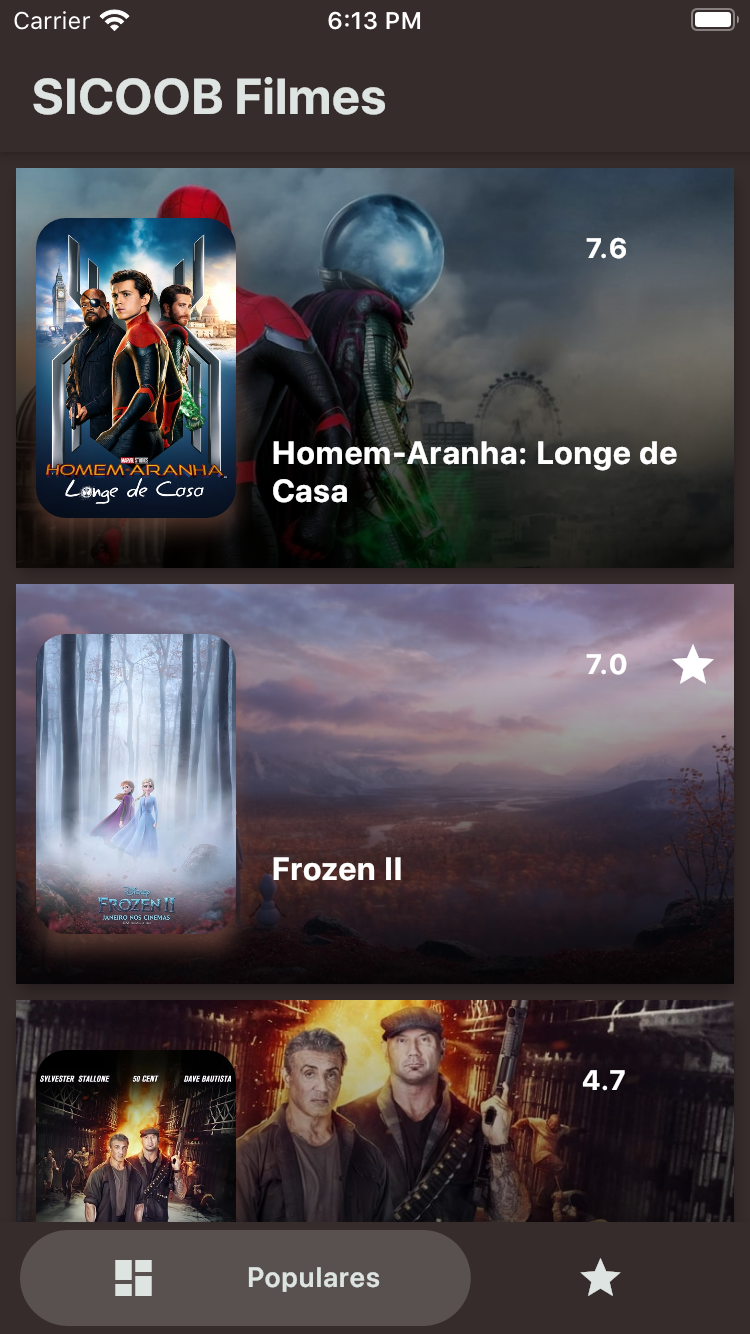 Carrier
6:13 PM
SICOOB Filmes
7.6
MARVEL STUDIOS
HOMEM-ARANHA
Longe de Casa
Homem-Aranha: Longe de
Casa
7.0
Disney
FROZEN II
JANEIRO NOS CINEMAS
Frozen II
4.7
SYLVESTER STALLONE
50 CENT
DAVE BAUTISTA
Populares